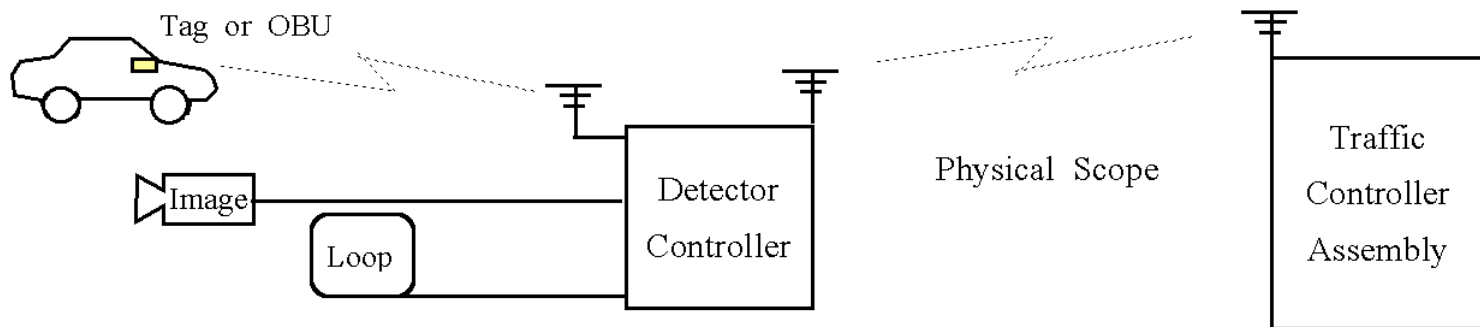 Tag or OBU
Image
Loop
Detector
Controller
Physical Scope
Traffic
Controller
Assembly